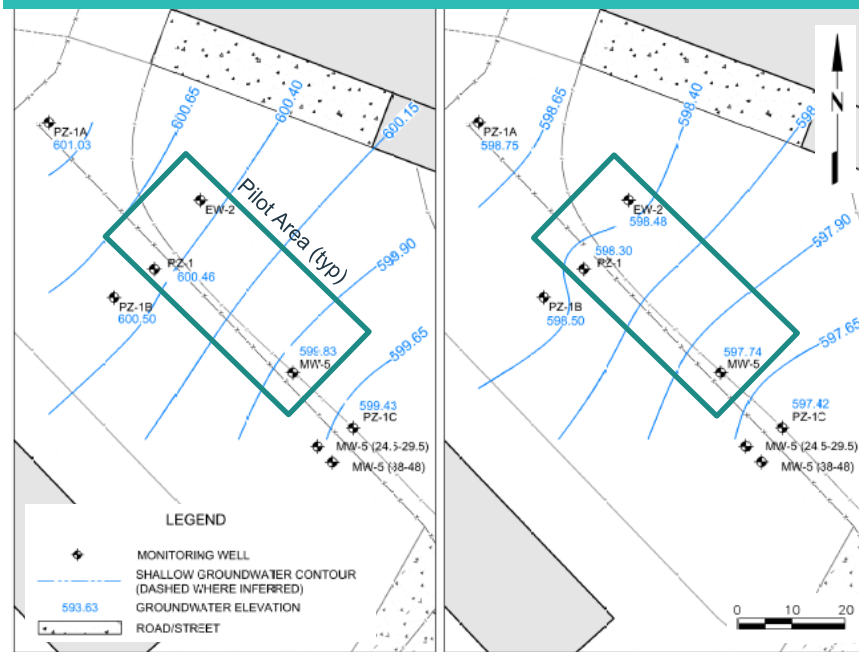 600.65
600.40
600.15
PZ-1A
601.03
EW-2
Pilot Area (typ)
PZ-1
600.46
PZ-1B
600.50
599.90
599.83
MW-5
599.65
599.43
PZ-1C
MW-5 (24.5-29.5)
MW-5 (38-48)
LEGEND
MONITORING WELL
SHALLOW GROUNDWATER CONTOUR
(DASHED WHERE INFERRED)
593.63 GROUNDWATER ELEVATION
ROAD/STREET
598.65
598.40
598
N
PZ-1A
598.75
EW-2
598.48
598.30
PZ-1
PZ-1B
598.50
597.90
597.74
MW-5
597.65
597.42
PZ-1C
MW-5 (24.5-29.5)
MW-5 (38-48)
0 10 20